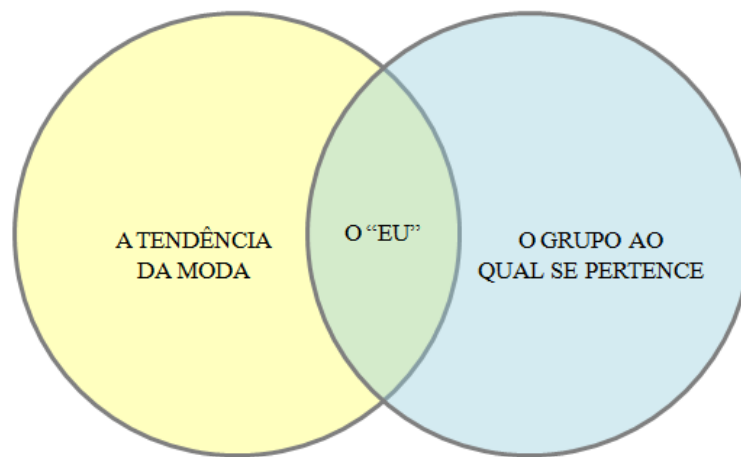 A TENDÊNCIA
DA MODA
O “EU”
O GRUPO AO
QUAL SE PERTENCE